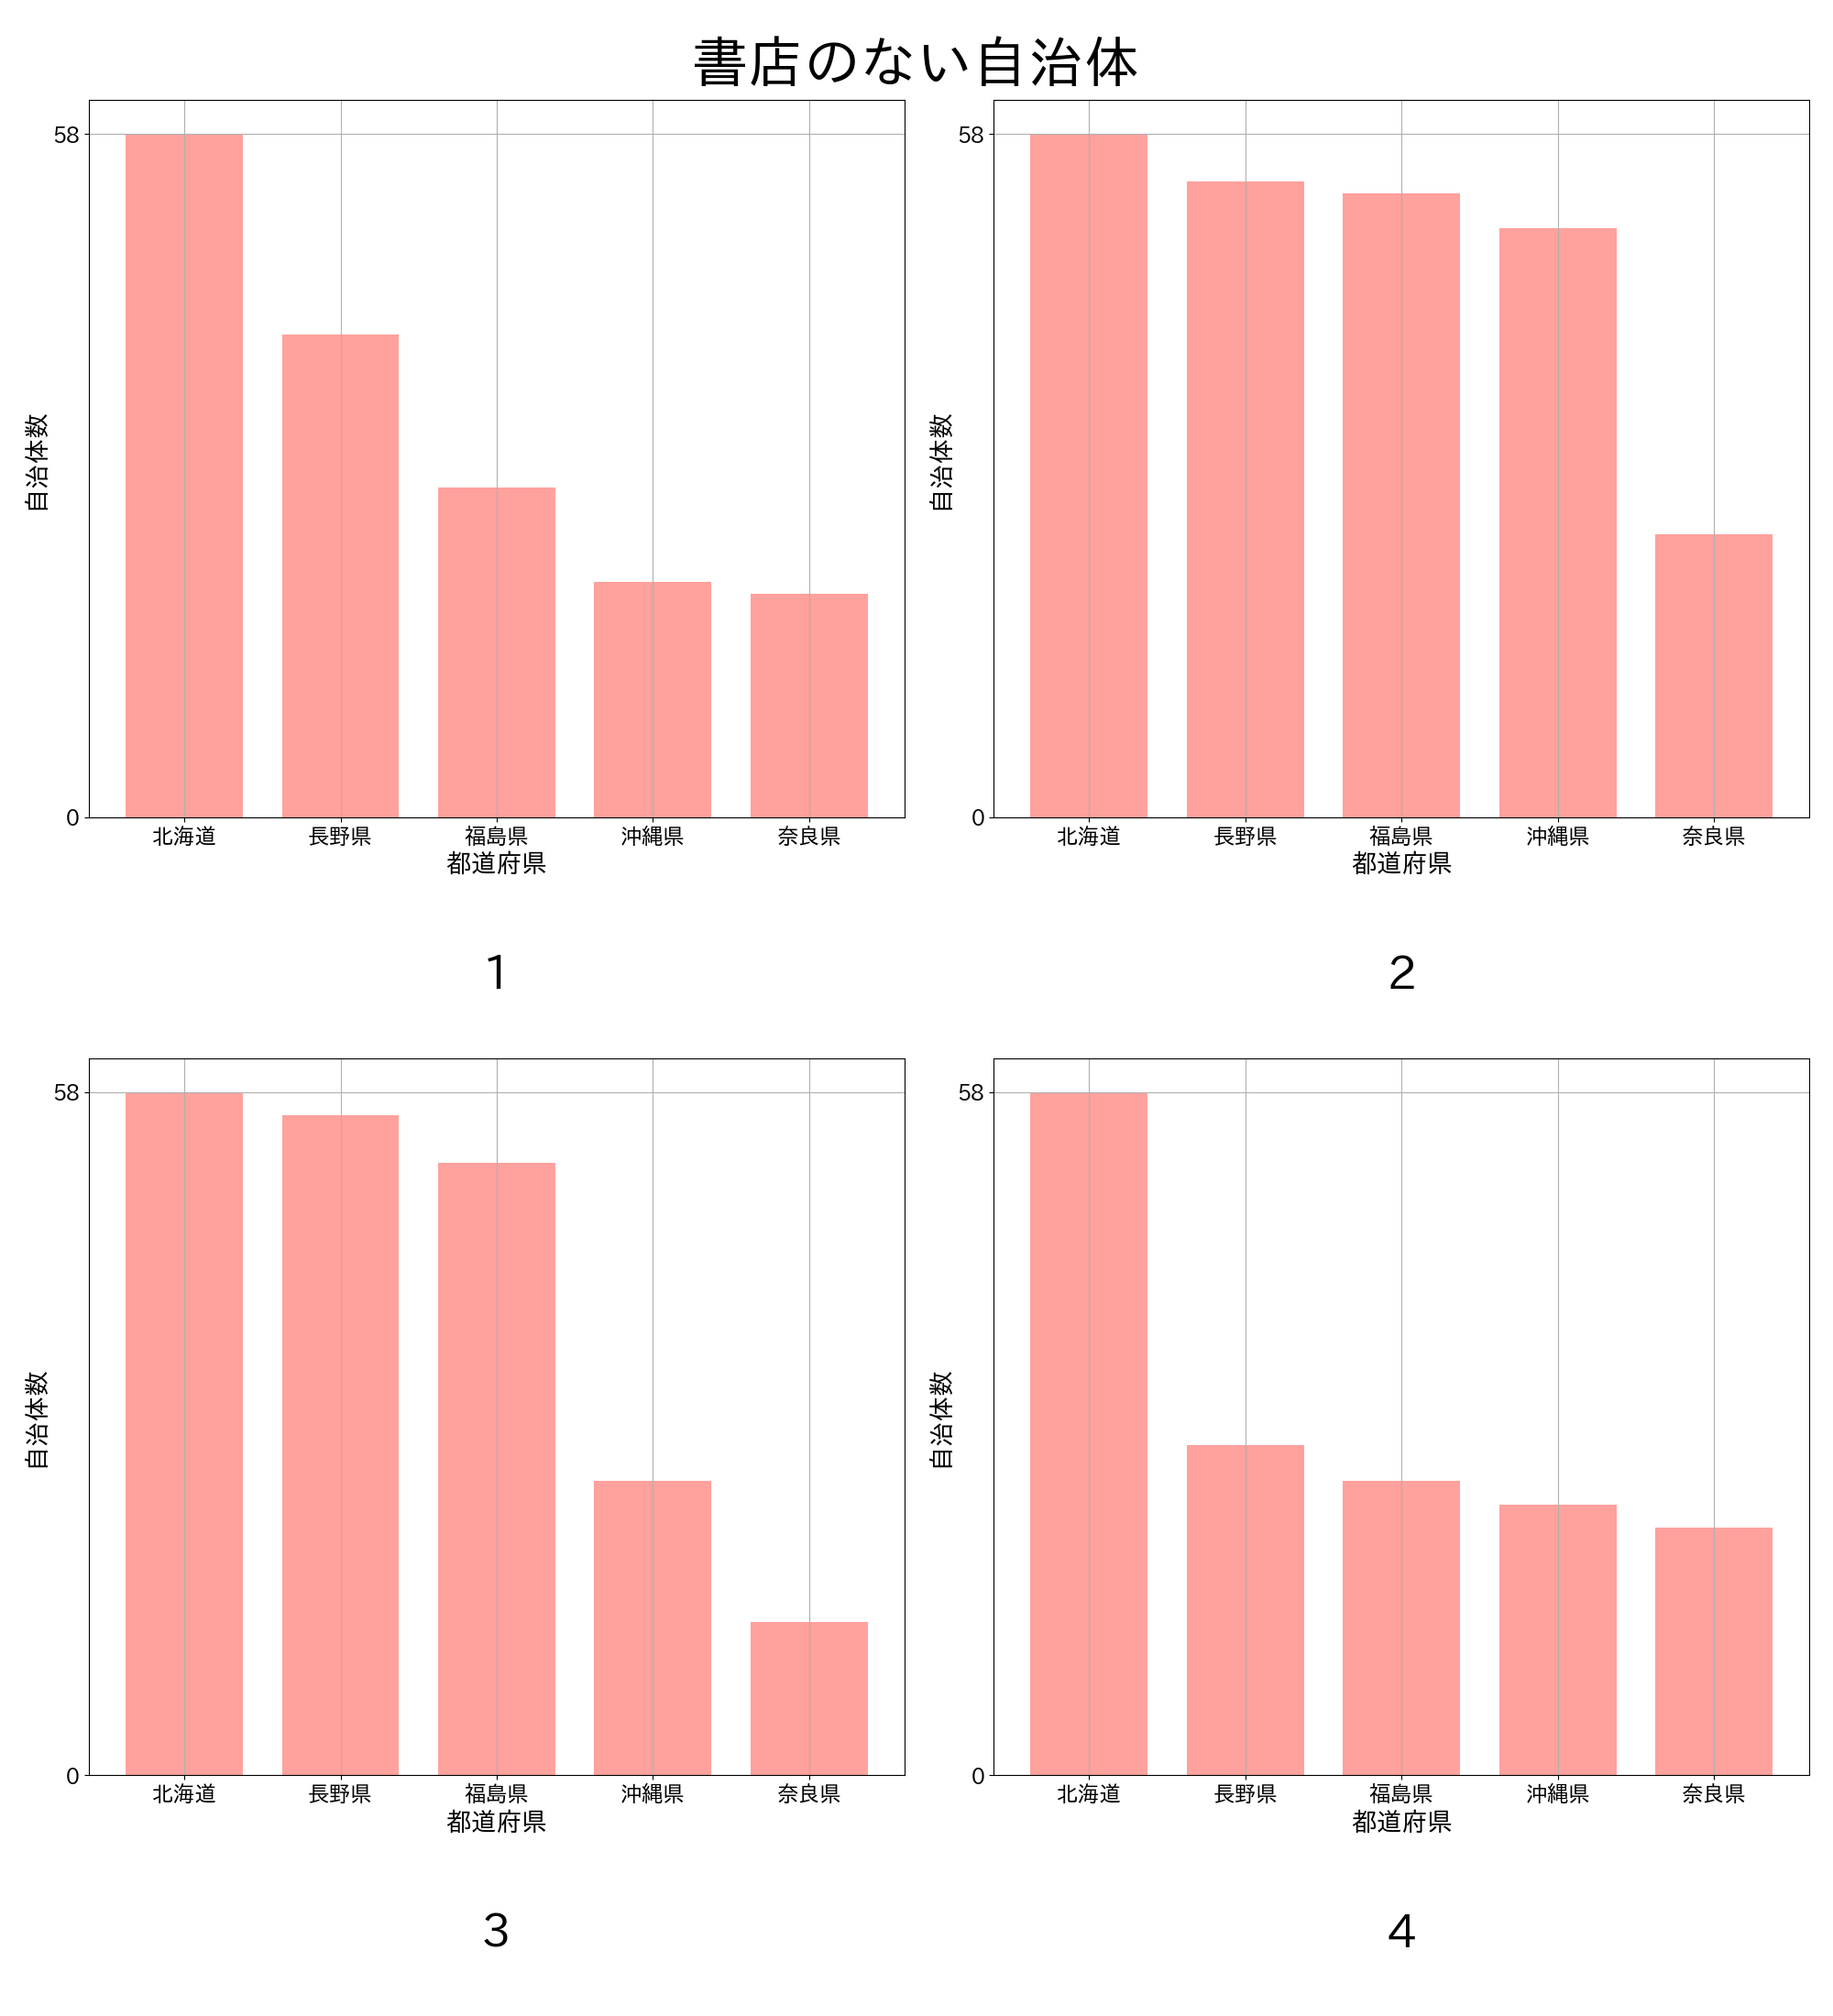 書店のない自治体
58
0
自治体数
北海道 長野県 福島県 沖縄県 奈良県
都道府県
1
58
0
自治体数
北海道 長野県 福島県 沖縄県 奈良県
都道府県
2
58
0
自治体数
北海道 長野県 福島県 沖縄県 奈良県
都道府県
3
58
0
自治体数
北海道 長野県 福島県 沖縄県 奈良県
都道府県
4